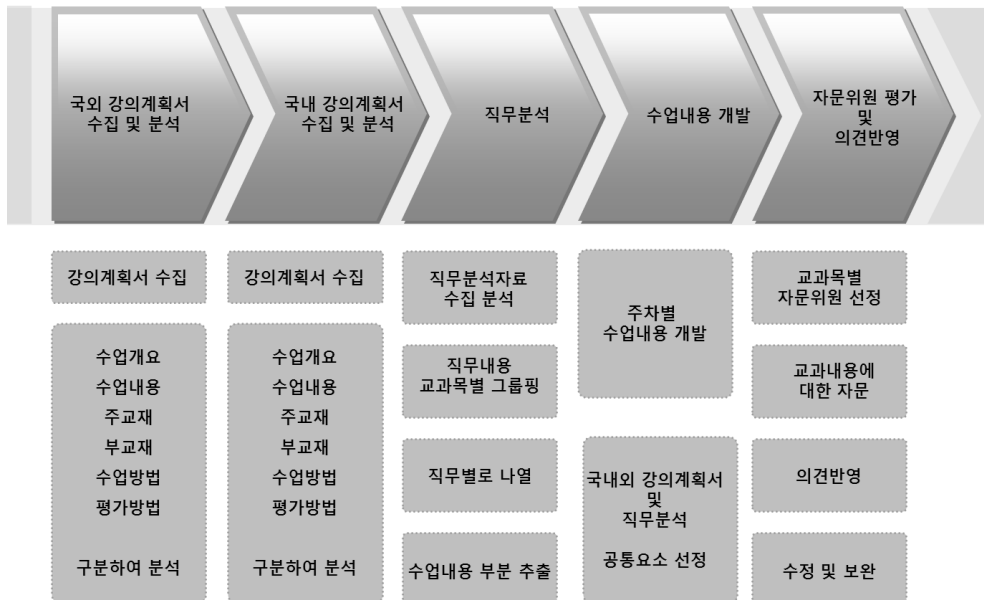 국외 강의계획서
수집 및 분석
국내 강의계획서
수집 및 분석
직무분석
수업내용 개발
자문위원 평가
및
의견반영
강의계획서 수집
수업개요
수업내용
주교재
부교재
수업방법
평가방법
구분하여 분석
강의계획서 수집
수업개요
수업내용
주교재
부교재
수업방법
평가방법
구분하여 분석
직무분석자료
수집 분석
직무내용
교과목별 그룹핑
직무별로 나열
수업내용 부분 추출
주차별
수업내용 개발
국내외 강의계획서
및
직무분석
공통요소 선정
교과목별
자문위원 선정
교과내용에
대한 자문
의견반영
수정 및 보완